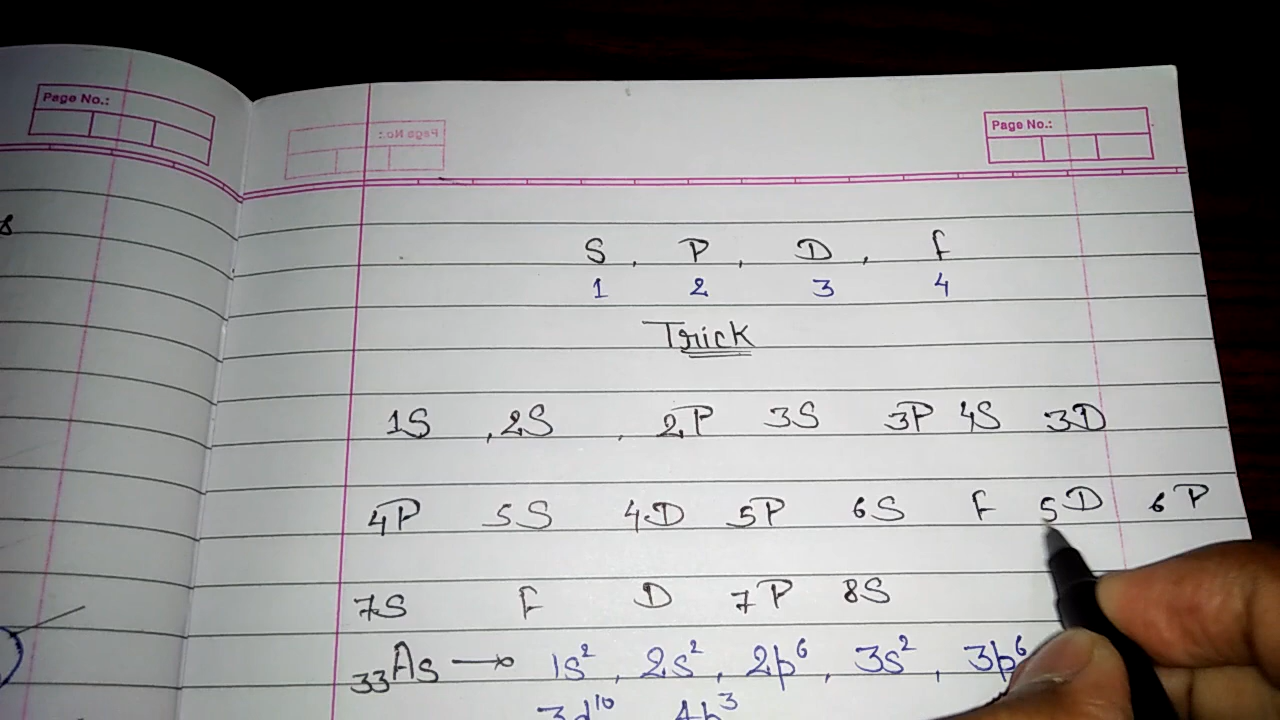 Page No.:
Page No.:
Page No.:
8
S , P , D , F
1 2 3 4
Trick
1S , 2S , 2P 3S 3P 4S 3D
4P 5S 4D 5P 6S F 5D 6P
7S F D 7P 8S
33As → 1s², 2s², 2p⁶, 3s², 3p⁶
3d¹⁰ 4p³